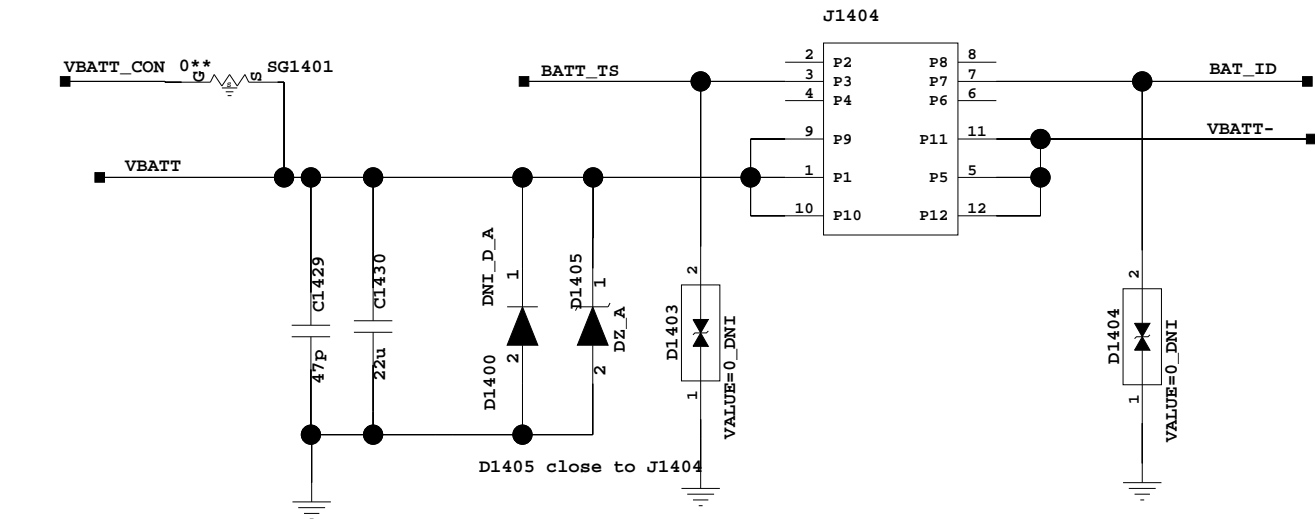 J1404
VBATT_CON 0** G S SG1401
BATT_TS
BAT_ID
VBATT-
VBATT
2 P2 P8 8
3 P3 P7 7
4 P4 P6 6
9 P9 P11 11
1 P1 P5 5
10 P10 P12 12
C1429
47p
C1430
22u
DNI_D_A
1
2
D1400
D1405
1
DZ_A
2
D1403
2
1
VALUE=0_DNI
D1404
2
1
VALUE=0_DNI
D1405 close to J1404